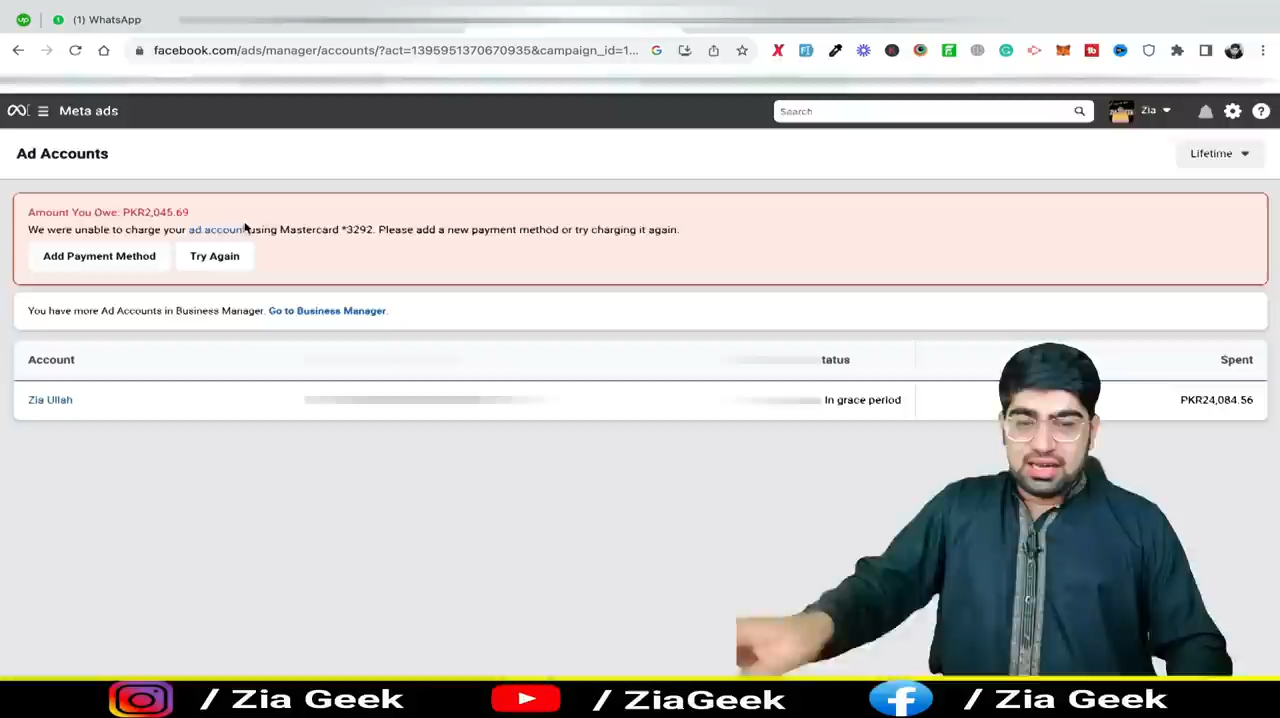 (1) WhatsApp
facebook.com/ads/manager/accounts/?act=1395951370670935&campaign_id=1...
Meta ads
Search
Zia
Ad Accounts
Lifetime
Amount You Owe: PKR2,045.69
We were unable to charge your ad account using Mastercard *3292. Please add a new payment method or try charging it again.
Add Payment Method
Try Again
You have more Ad Accounts in Business Manager. Go to Business Manager.
Account
tatus
Spent
Zia Ullah
In grace period
PKR24,084.56
/ Zia Geek
/ ZiaGeek
/ Zia Geek